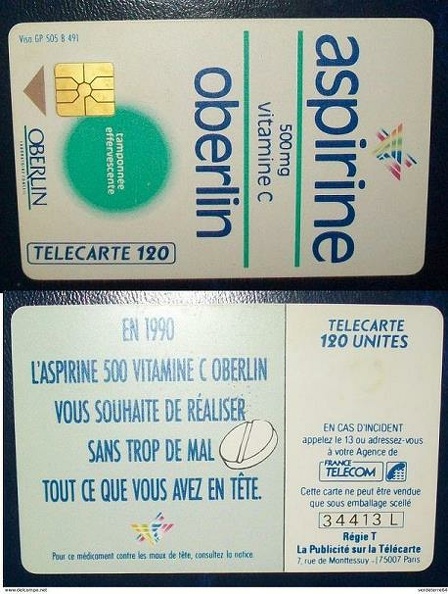 Visa GP SOS B 491
aspirine
500mg
vitamine C
oberlin
tamponnée
effervescente
OBERLIN
TELECARTE 120
EN 1990
L'ASPIRINE 500 VITAMINE C OBERLIN
VOUS SOUHAITE DE RÉALISER
SANS TROP DE MAL
TOUT CE QUE VOUS AVEZ EN TÊTE.
Pour ce médicament contre les maux de tête, consultez la notice.
TELECARTE
120 UNITES
EN CAS D'INCIDENT
appelez le 13 ou adressez-vous
à votre Agence de
FRANCE
TELECOM
Cette carte ne peut être vendue
que sous emballage scellé
34413 L
Régie T
La Publicité sur la Télécarte
7, rue de Monttessuy - 75007 Paris